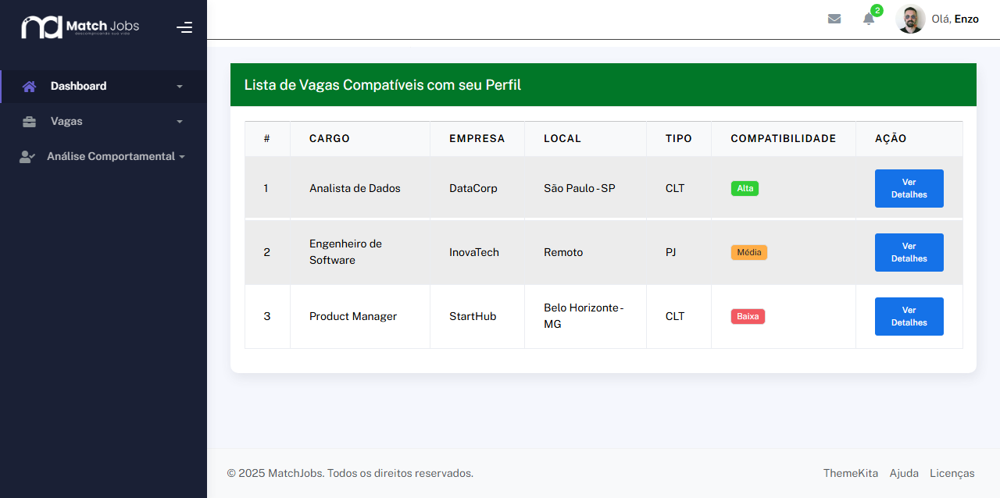 Match Jobs
descomplicando sua vida
2
Olá, Enzo
Dashboard
Vagas
Análise Comportamental
Lista de Vagas Compatíveis com seu Perfil
# CARGO EMPRESA LOCAL TIPO COMPATIBILIDADE AÇÃO
1 Analista de Dados DataCorp São Paulo - SP CLT Alta Ver Detalhes
2 Engenheiro de Software InovaTech Remoto PJ Média Ver Detalhes
3 Product Manager StartHub Belo Horizonte - MG CLT Baixa Ver Detalhes
© 2025 MatchJobs. Todos os direitos reservados.
ThemeKita Ajuda Licenças